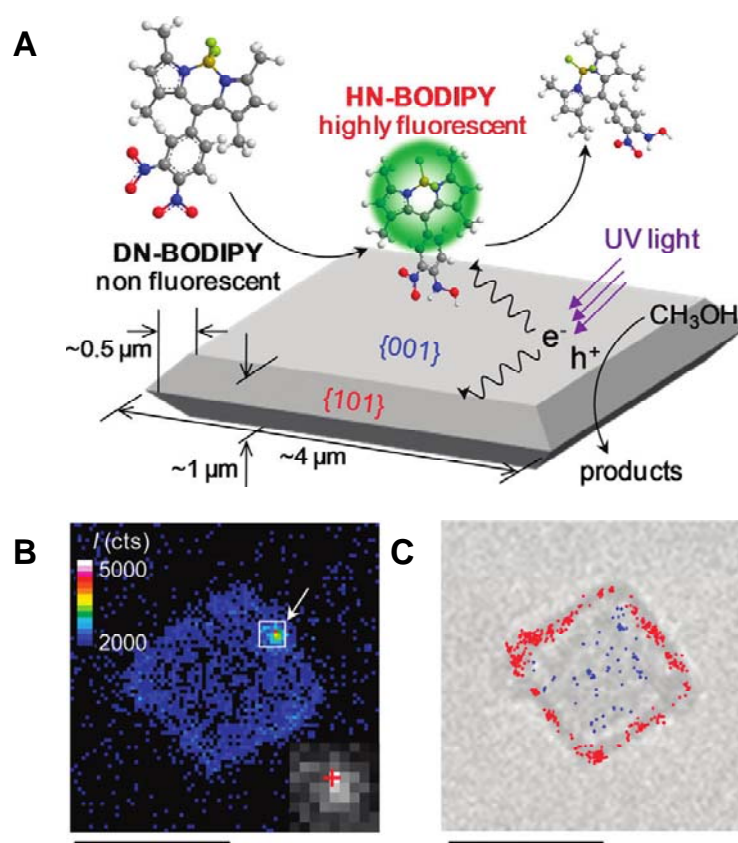 A
HN-BODIPY
highly fluorescent
DN-BODIPY
non fluorescent
UV light
CH₃OH
~0.5 µm
{001}
e⁻
h⁺
{101}
~1 µm
~4 µm
products
B
C
I (cts)
5000
2000